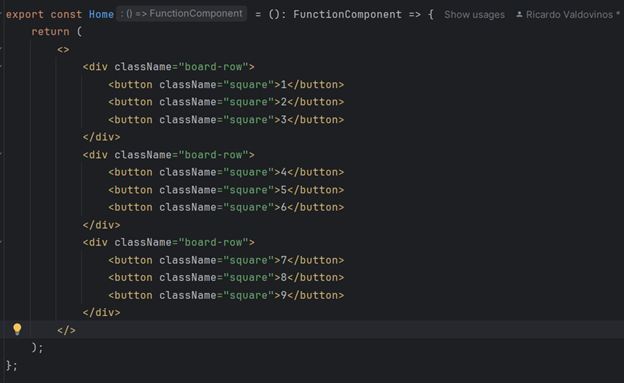 export const Home : () => FunctionComponent = (): FunctionComponent => { Show usages Ricardo Valdovinos *
return (
<>
<div className="board-row">
<button className="square">1</button>
<button className="square">2</button>
<button className="square">3</button>
</div>
<div className="board-row">
<button className="square">4</button>
<button className="square">5</button>
<button className="square">6</button>
</div>
<div className="board-row">
<button className="square">7</button>
<button className="square">8</button>
<button className="square">9</button>
</div>
</>
);
};